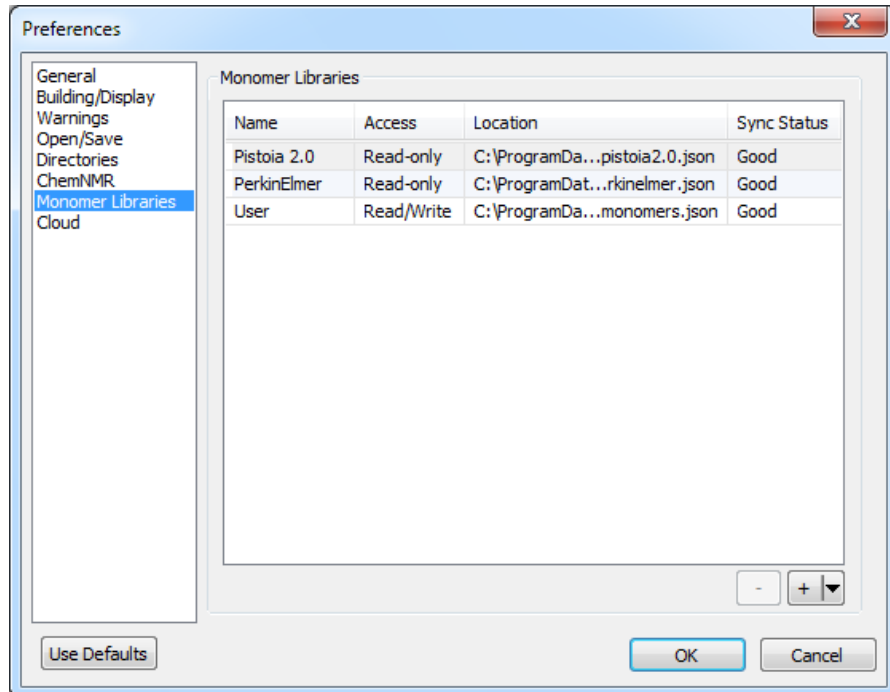 Preferences
General
Building/Display
Warnings
Open/Save
Directories
ChemNMR
Monomer Libraries
Cloud
Monomer Libraries
Name Access Location Sync Status
Pistoia 2.0 Read-only C:\ProgramDa...pistoia2.0.json Good
PerkinElmer Read-only C:\ProgramDat...rkinelmer.json Good
User Read/Write C:\ProgramDa...monomers.json Good
- +
Use Defaults OK Cancel